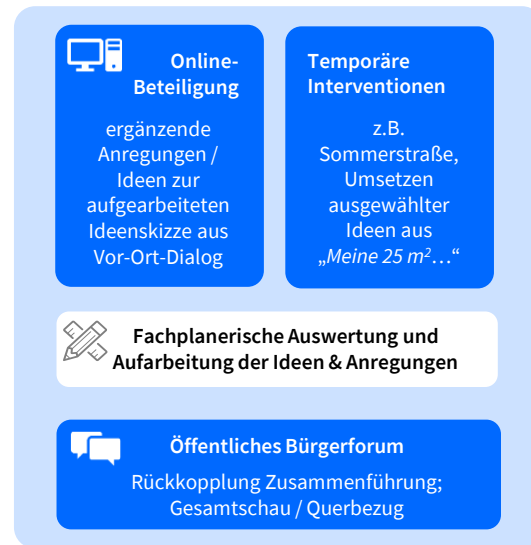 Online-
Beteiligung
ergänzende
Anregungen /
Ideen zur
aufgearbeiteten
Ideenskizze aus
Vor-Ort-Dialog
Temporäre
Interventionen
z.B.
Sommerstraße,
Umsetzen
ausgewählter
Ideen aus
„Meine 25 m²…“
Fachplanerische Auswertung und
Aufarbeitung der Ideen & Anregungen
Öffentliches Bürgerforum
Rückkopplung Zusammenführung;
Gesamtschau / Querbezug